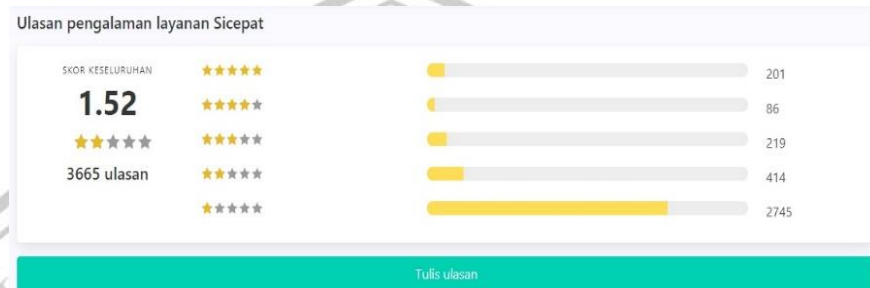 Ulasan pengalaman layanan Sicepat
SKOR KESELURUHAN
1.52
3665 ulasan
201
86
219
414
2745
Tulis ulasan